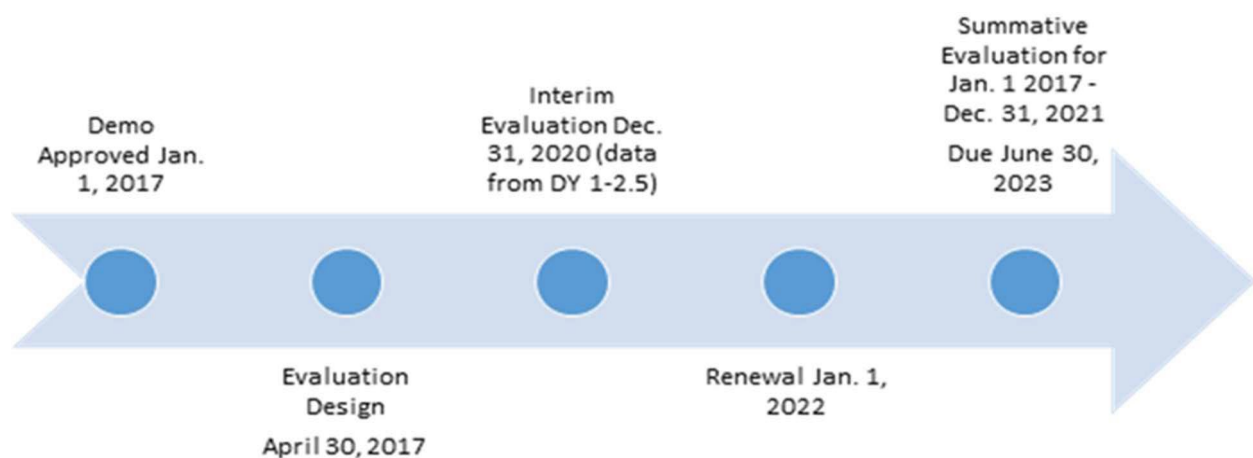 Demo
Approved Jan.
1, 2017
Evaluation
Design
April 30, 2017
Interim
Evaluation Dec.
31, 2020 (data
from DY 1-2.5)
Renewal Jan. 1,
2022
Summative
Evaluation for
Jan. 1 2017 -
Dec. 31, 2021
Due June 30,
2023